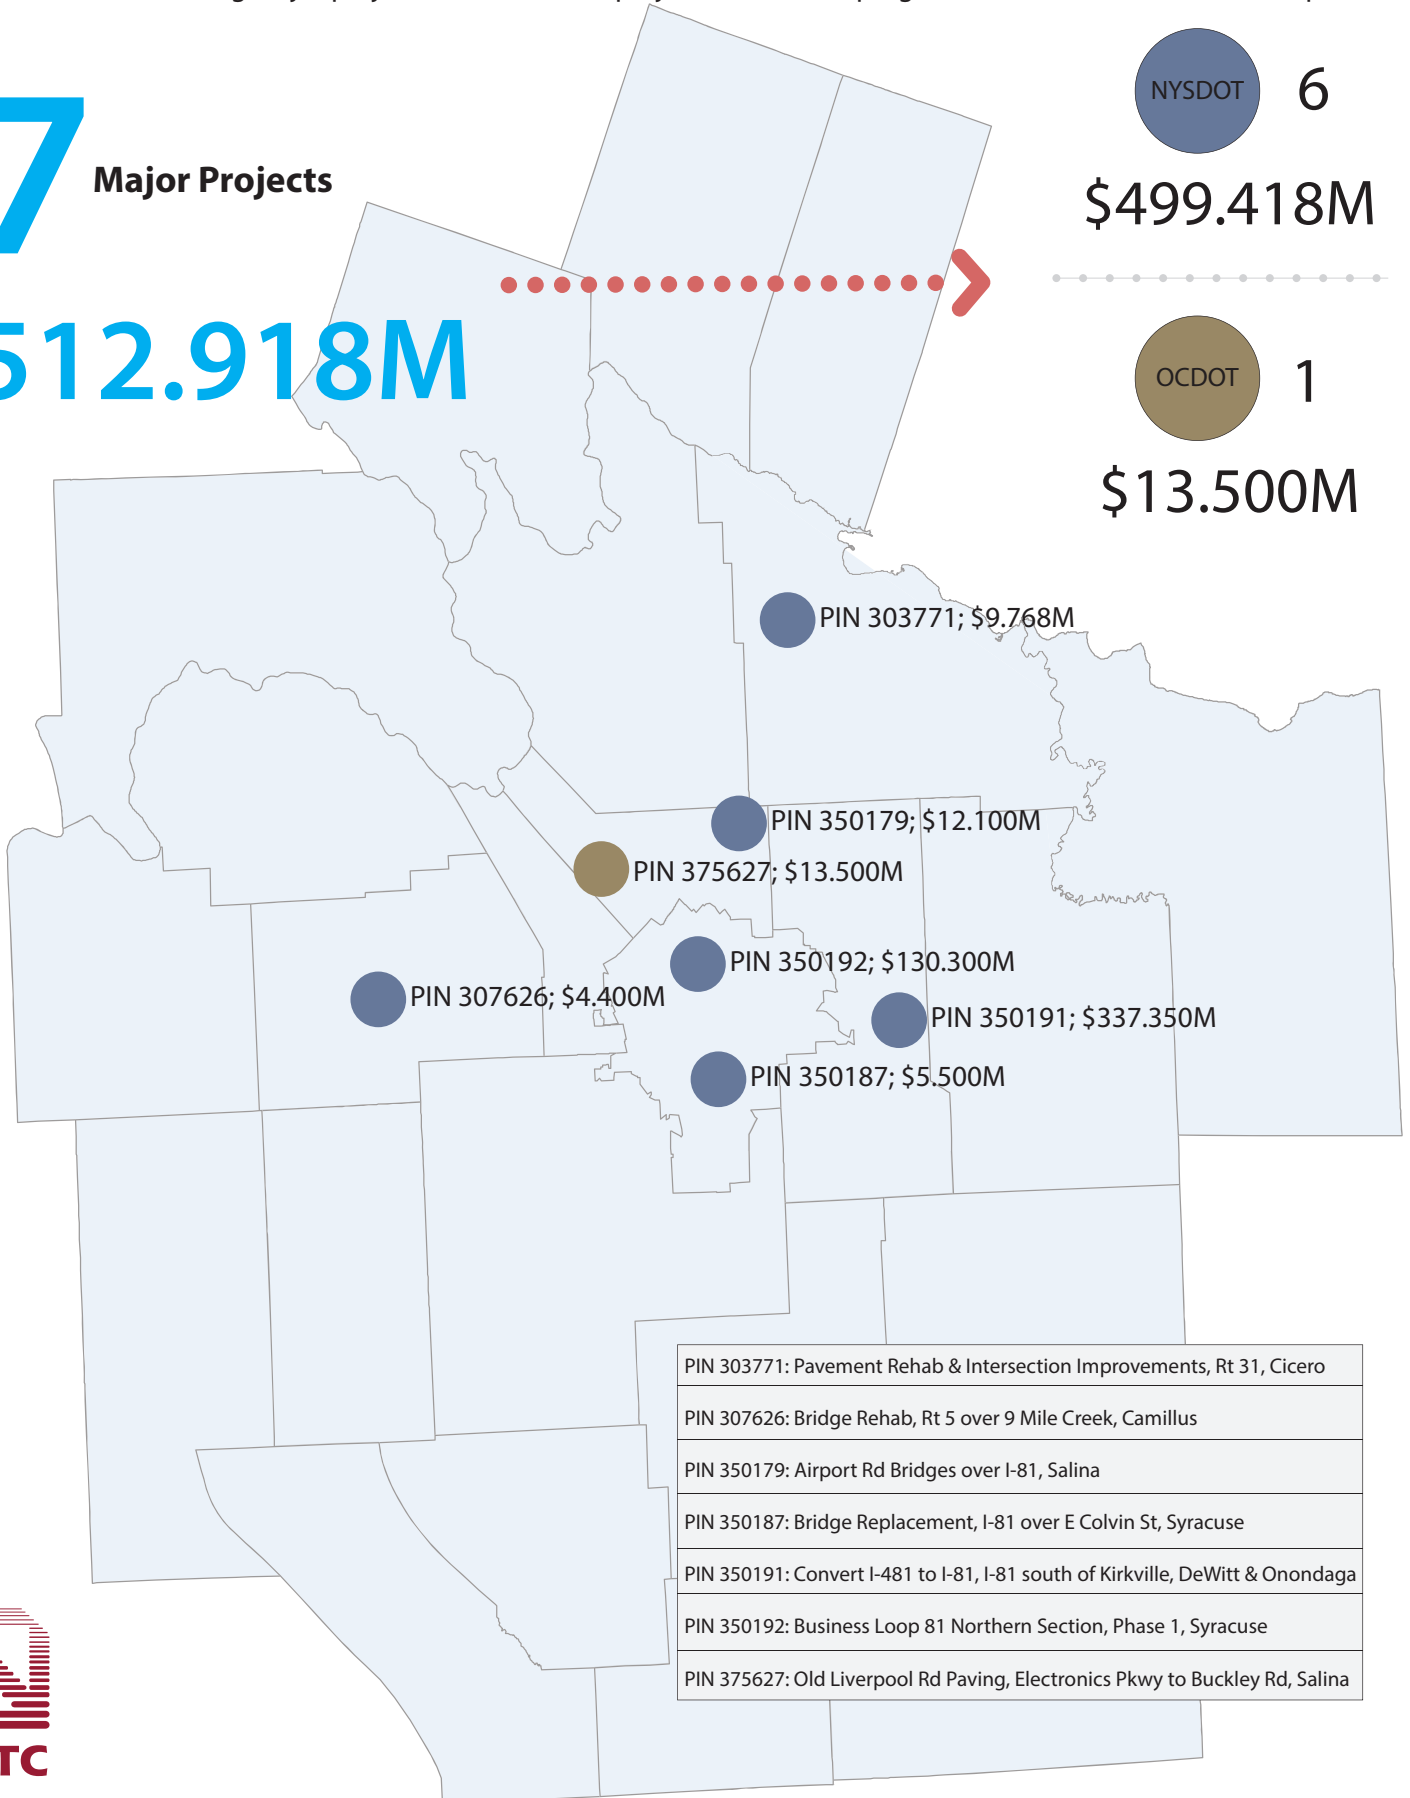 7
Major Projects
512.918M
NYSDOT 6
$499.418M
OCDOT 1
$13.500M
PIN 303771; $9.768M
PIN 350179; $12.100M
PIN 375627; $13.500M
PIN 350192; $130.300M
PIN 307626; $4.400M
PIN 350191; $337.350M
PIN 350187; $5.500M
PIN 303771: Pavement Rehab & Intersection Improvements, Rt 31, Cicero
PIN 307626: Bridge Rehab, Rt 5 over 9 Mile Creek, Camillus
PIN 350179: Airport Rd Bridges over I-81, Salina
PIN 350187: Bridge Replacement, I-81 over E Colvin St, Syracuse
PIN 350191: Convert I-481 to I-81, I-81 south of Kirkville, DeWitt & Onondaga
PIN 350192: Business Loop 81 Northern Section, Phase 1, Syracuse
PIN 375627: Old Liverpool Rd Paving, Electronics Pkwy to Buckley Rd, Salina
TC